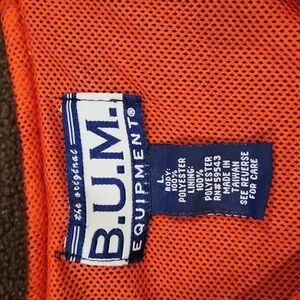 the original
B.U.M.
EQUIPMENT®
L
BODY:
100%
POLYESTER
LINING:
100%
POLYESTER
RN#59543
MADE IN
TAIWAN
SEE REVERSE
FOR CARE